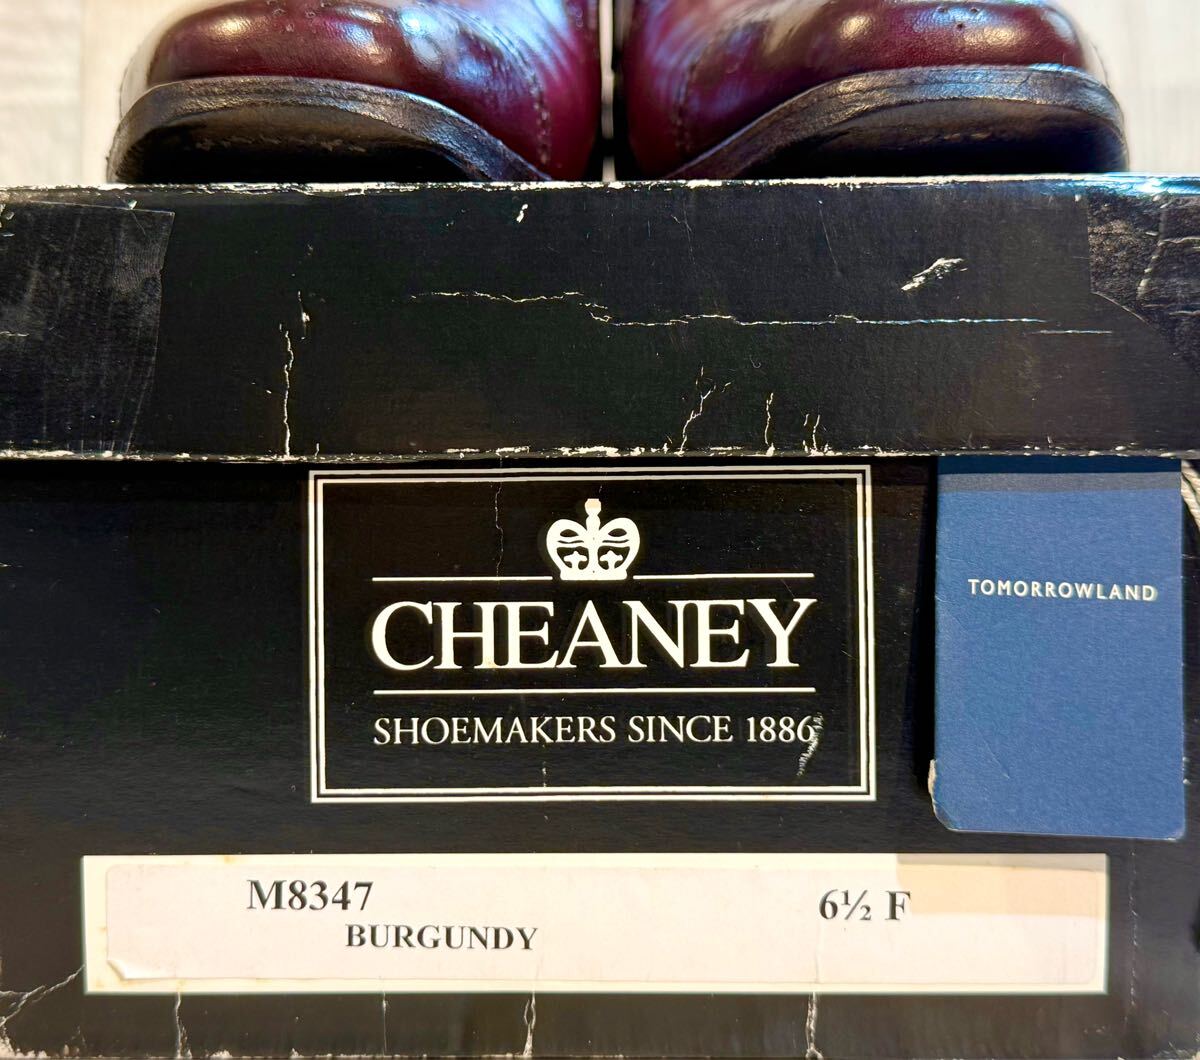 CHEANEY
SHOEMAKERS SINCE 1886
TOMORROWLAND
M8347
6½ F
BURGUNDY